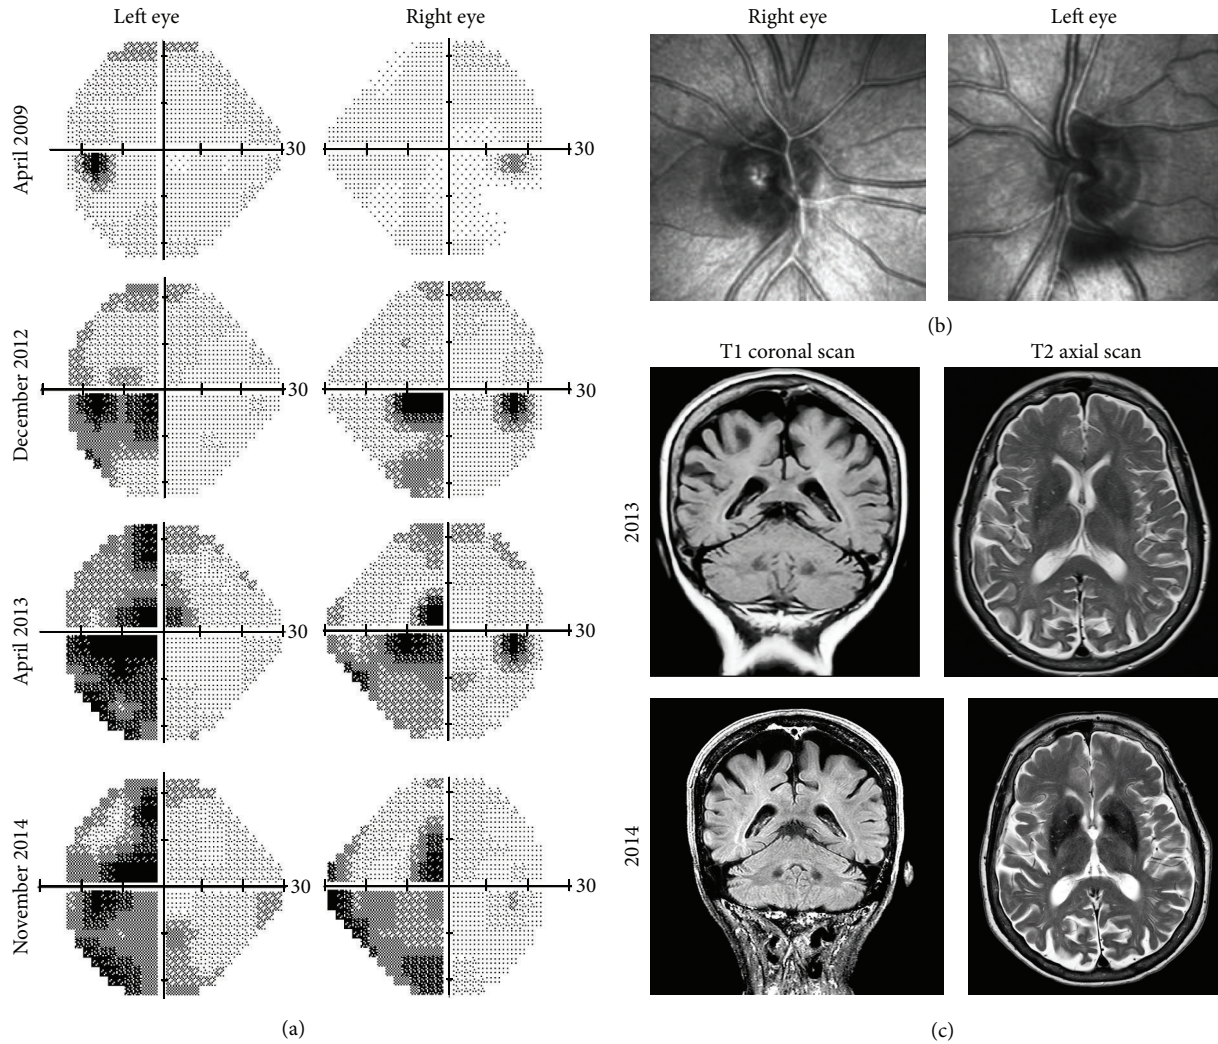 Left eye
Right eye
April 2009
30
30
December 2012
30
30
April 2013
30
30
November 2014
30
30
(a)
Right eye
Left eye
(b)
T1 coronal scan
T2 axial scan
2013
2014
(c)